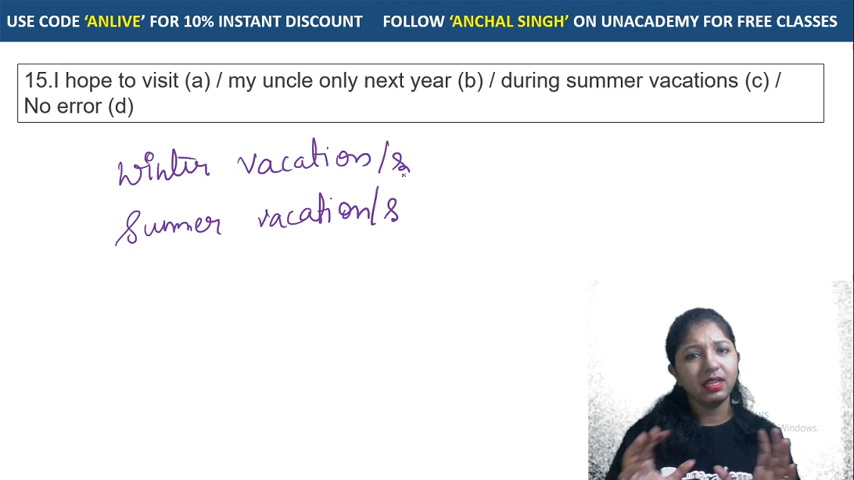 USE CODE ‘ANLIVE’ FOR 10% INSTANT DISCOUNT FOLLOW ‘ANCHAL SINGH’ ON UNACADEMY FOR FREE CLASSES
15.I hope to visit (a) / my uncle only next year (b) / during summer vacations (c) /
No error (d)
Winter vacation/s
Summer vacation/s
Windows.